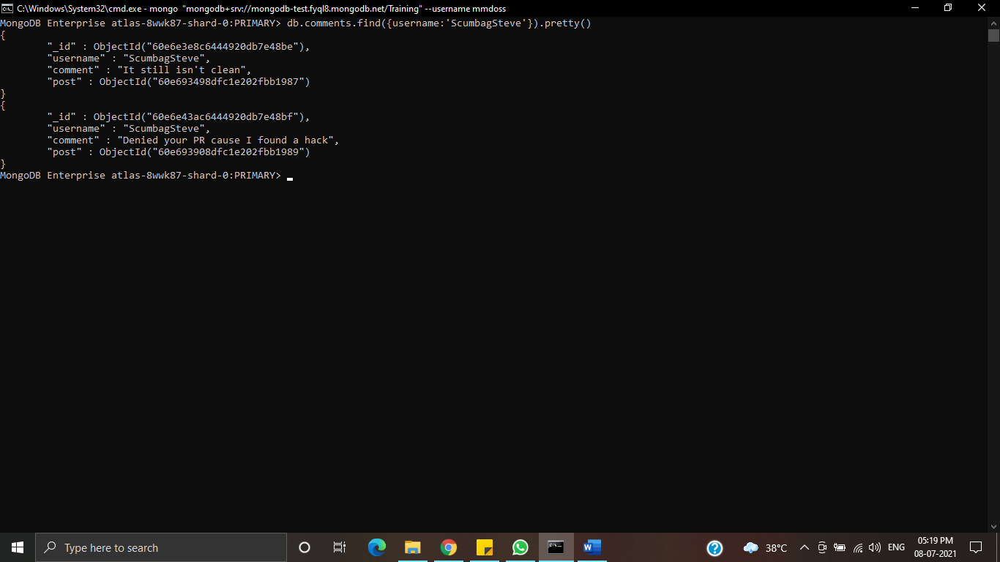 C:\Windows\System32\cmd.exe - mongo  "mongodb+srv://mongodb-test.fyql8.mongodb.net/Training" --username mmdoss
MongoDB Enterprise atlas-8wwk87-shard-0:PRIMARY> db.comments.find({username:'ScumbagSteve'}).pretty()
{
        "_id" : ObjectId("60e6e3e8c6444920db7e48be"),
        "username" : "ScumbagSteve",
        "comment" : "It still isn't clean",
        "post" : ObjectId("60e693498dfc1e202fbb1987")
}
{
        "_id" : ObjectId("60e6e43ac6444920db7e48bf"),
        "username" : "ScumbagSteve",
        "comment" : "Denied your PR cause I found a hack",
        "post" : ObjectId("60e693908dfc1e202fbb1989")
}
MongoDB Enterprise atlas-8wwk87-shard-0:PRIMARY>
Type here to search
38°C
ENG
05:19 PM
08-07-2021